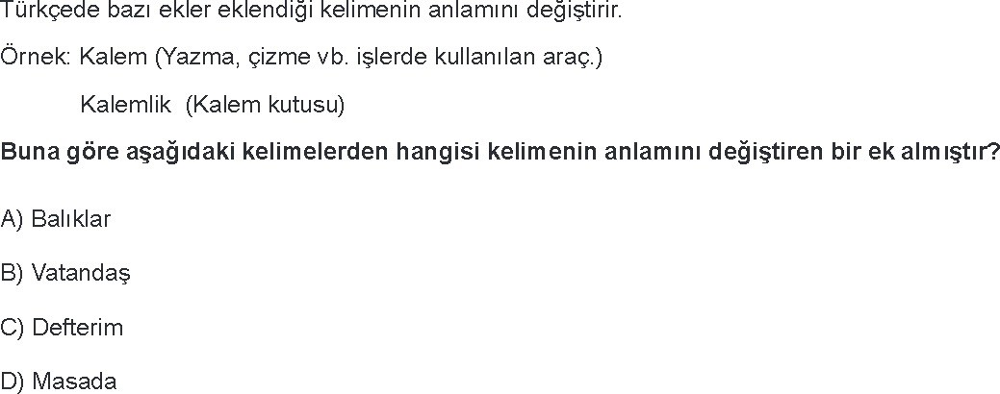 Türkçede bazı ekler eklendiği kelimenin anlamını değiştirir.
Örnek: Kalem (Yazma, çizme vb. işlerde kullanılan araç.)
Kalemlik (Kalem kutusu)
Buna göre aşağıdaki kelimelerden hangisi kelimenin anlamını değiştiren bir ek almıştır?
A) Balıklar
B) Vatandaş
C) Defterim
D) Masada